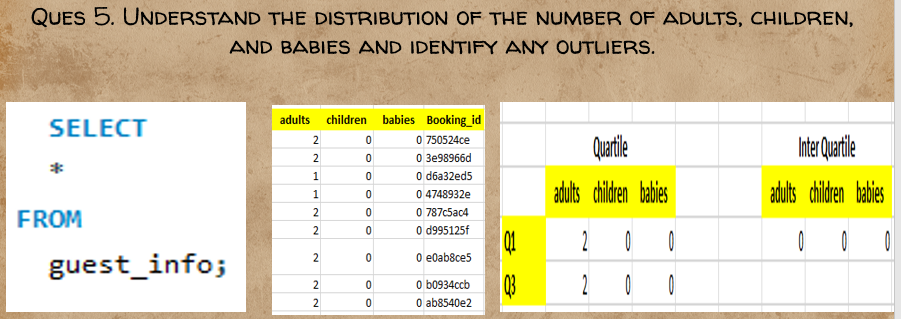 Ques 5. Understand the distribution of the number of adults, children,
and babies and identify any outliers.
SELECT
*
FROM
guest_info;
adults children babies Booking_id
2 0 0 750524ce
2 0 0 3e98966d
1 0 0 d6a32ed5
1 0 0 4748932e
2 0 0 787c5ac4
2 0 0 d995125f
2 0 0 e0ab8ce5
2 0 0 b0934ccb
2 0 0 ab8540e2
Quartile Inter Quartile
adults children babies adults children babies
Q1 2 0 0 0 0 0
Q3 2 0 0